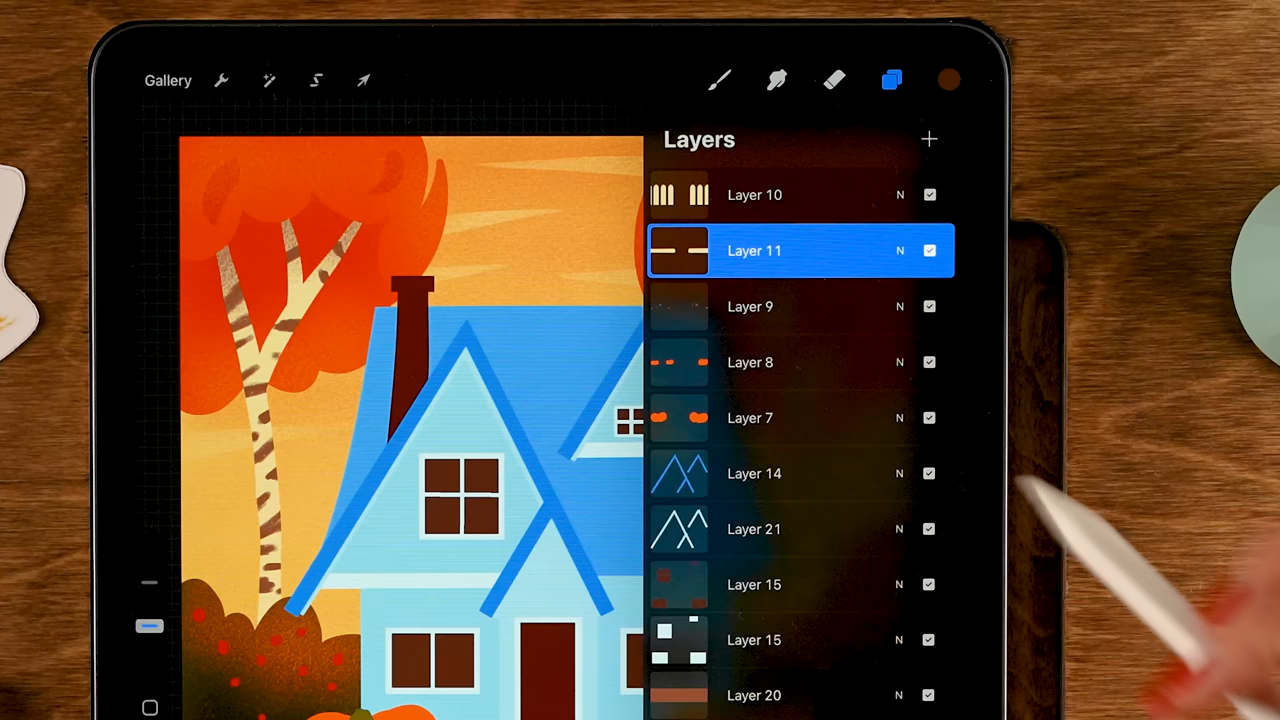 Gallery
Layers
Layer 10 N
Layer 11 N
Layer 9 N
Layer 8 N
Layer 7 N
Layer 14 N
Layer 21 N
Layer 15 N
Layer 15 N
Layer 20 N